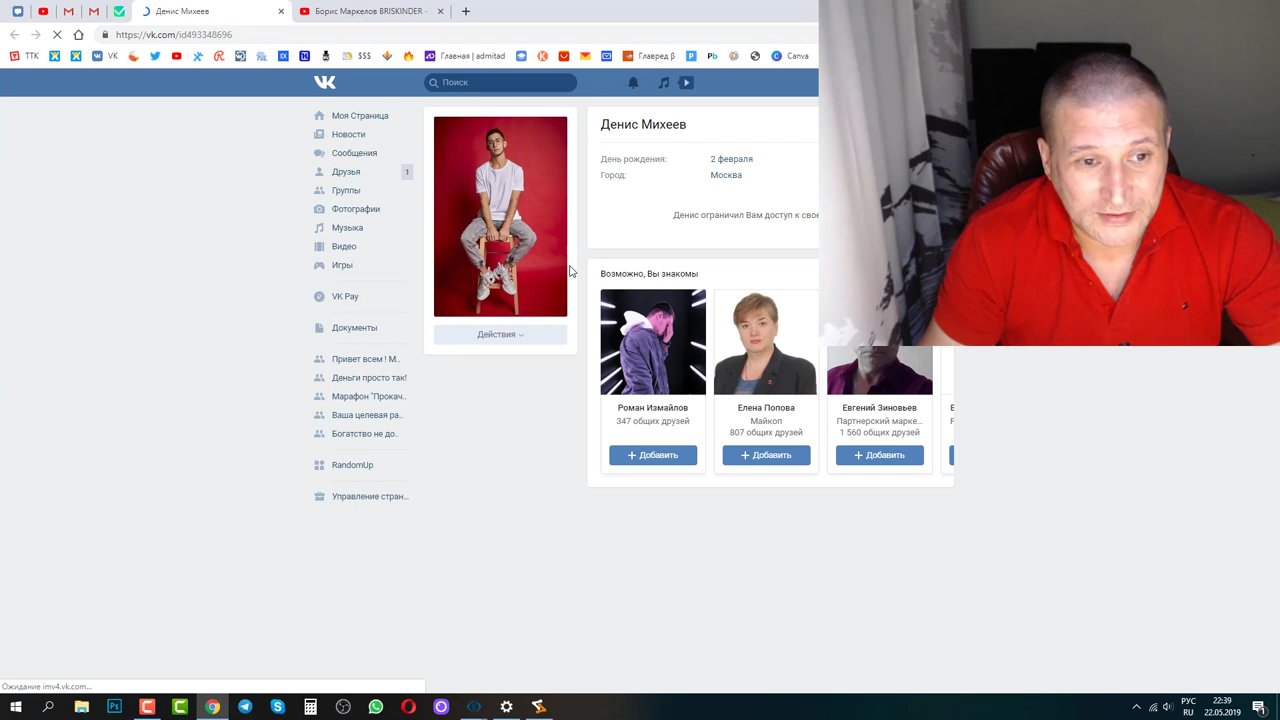 Денис Михеев
Борис Маркелов BRISKINDER -
https://vk.com/id493348696
ТТК
VK
$$$
Главная | admitad
Главред β
Pb
Canva
Поиск
Моя Страница
Новости
Сообщения
Друзья
1
Группы
Фотографии
Музыка
Видео
Игры
VK Pay
Документы
Привет всем ! М..
Деньги просто так!
Марафон "Прокач..
Ваша целевая ра..
Богатство не до..
RandomUp
Управление стран...
Действия
Денис Михеев
День рождения: 2 февраля
Город: Москва
Денис ограничил Вам доступ к свое
Возможно, Вы знакомы
Роман Измайлов
347 общих друзей
Добавить
Елена Попова
Майкоп
807 общих друзей
Добавить
Евгений Зиновьев
Партнерский марке...
1 560 общих друзей
Добавить
Ожидание imv4.vk.com...
Ps
РУС
RU
22:39
22.05.2019